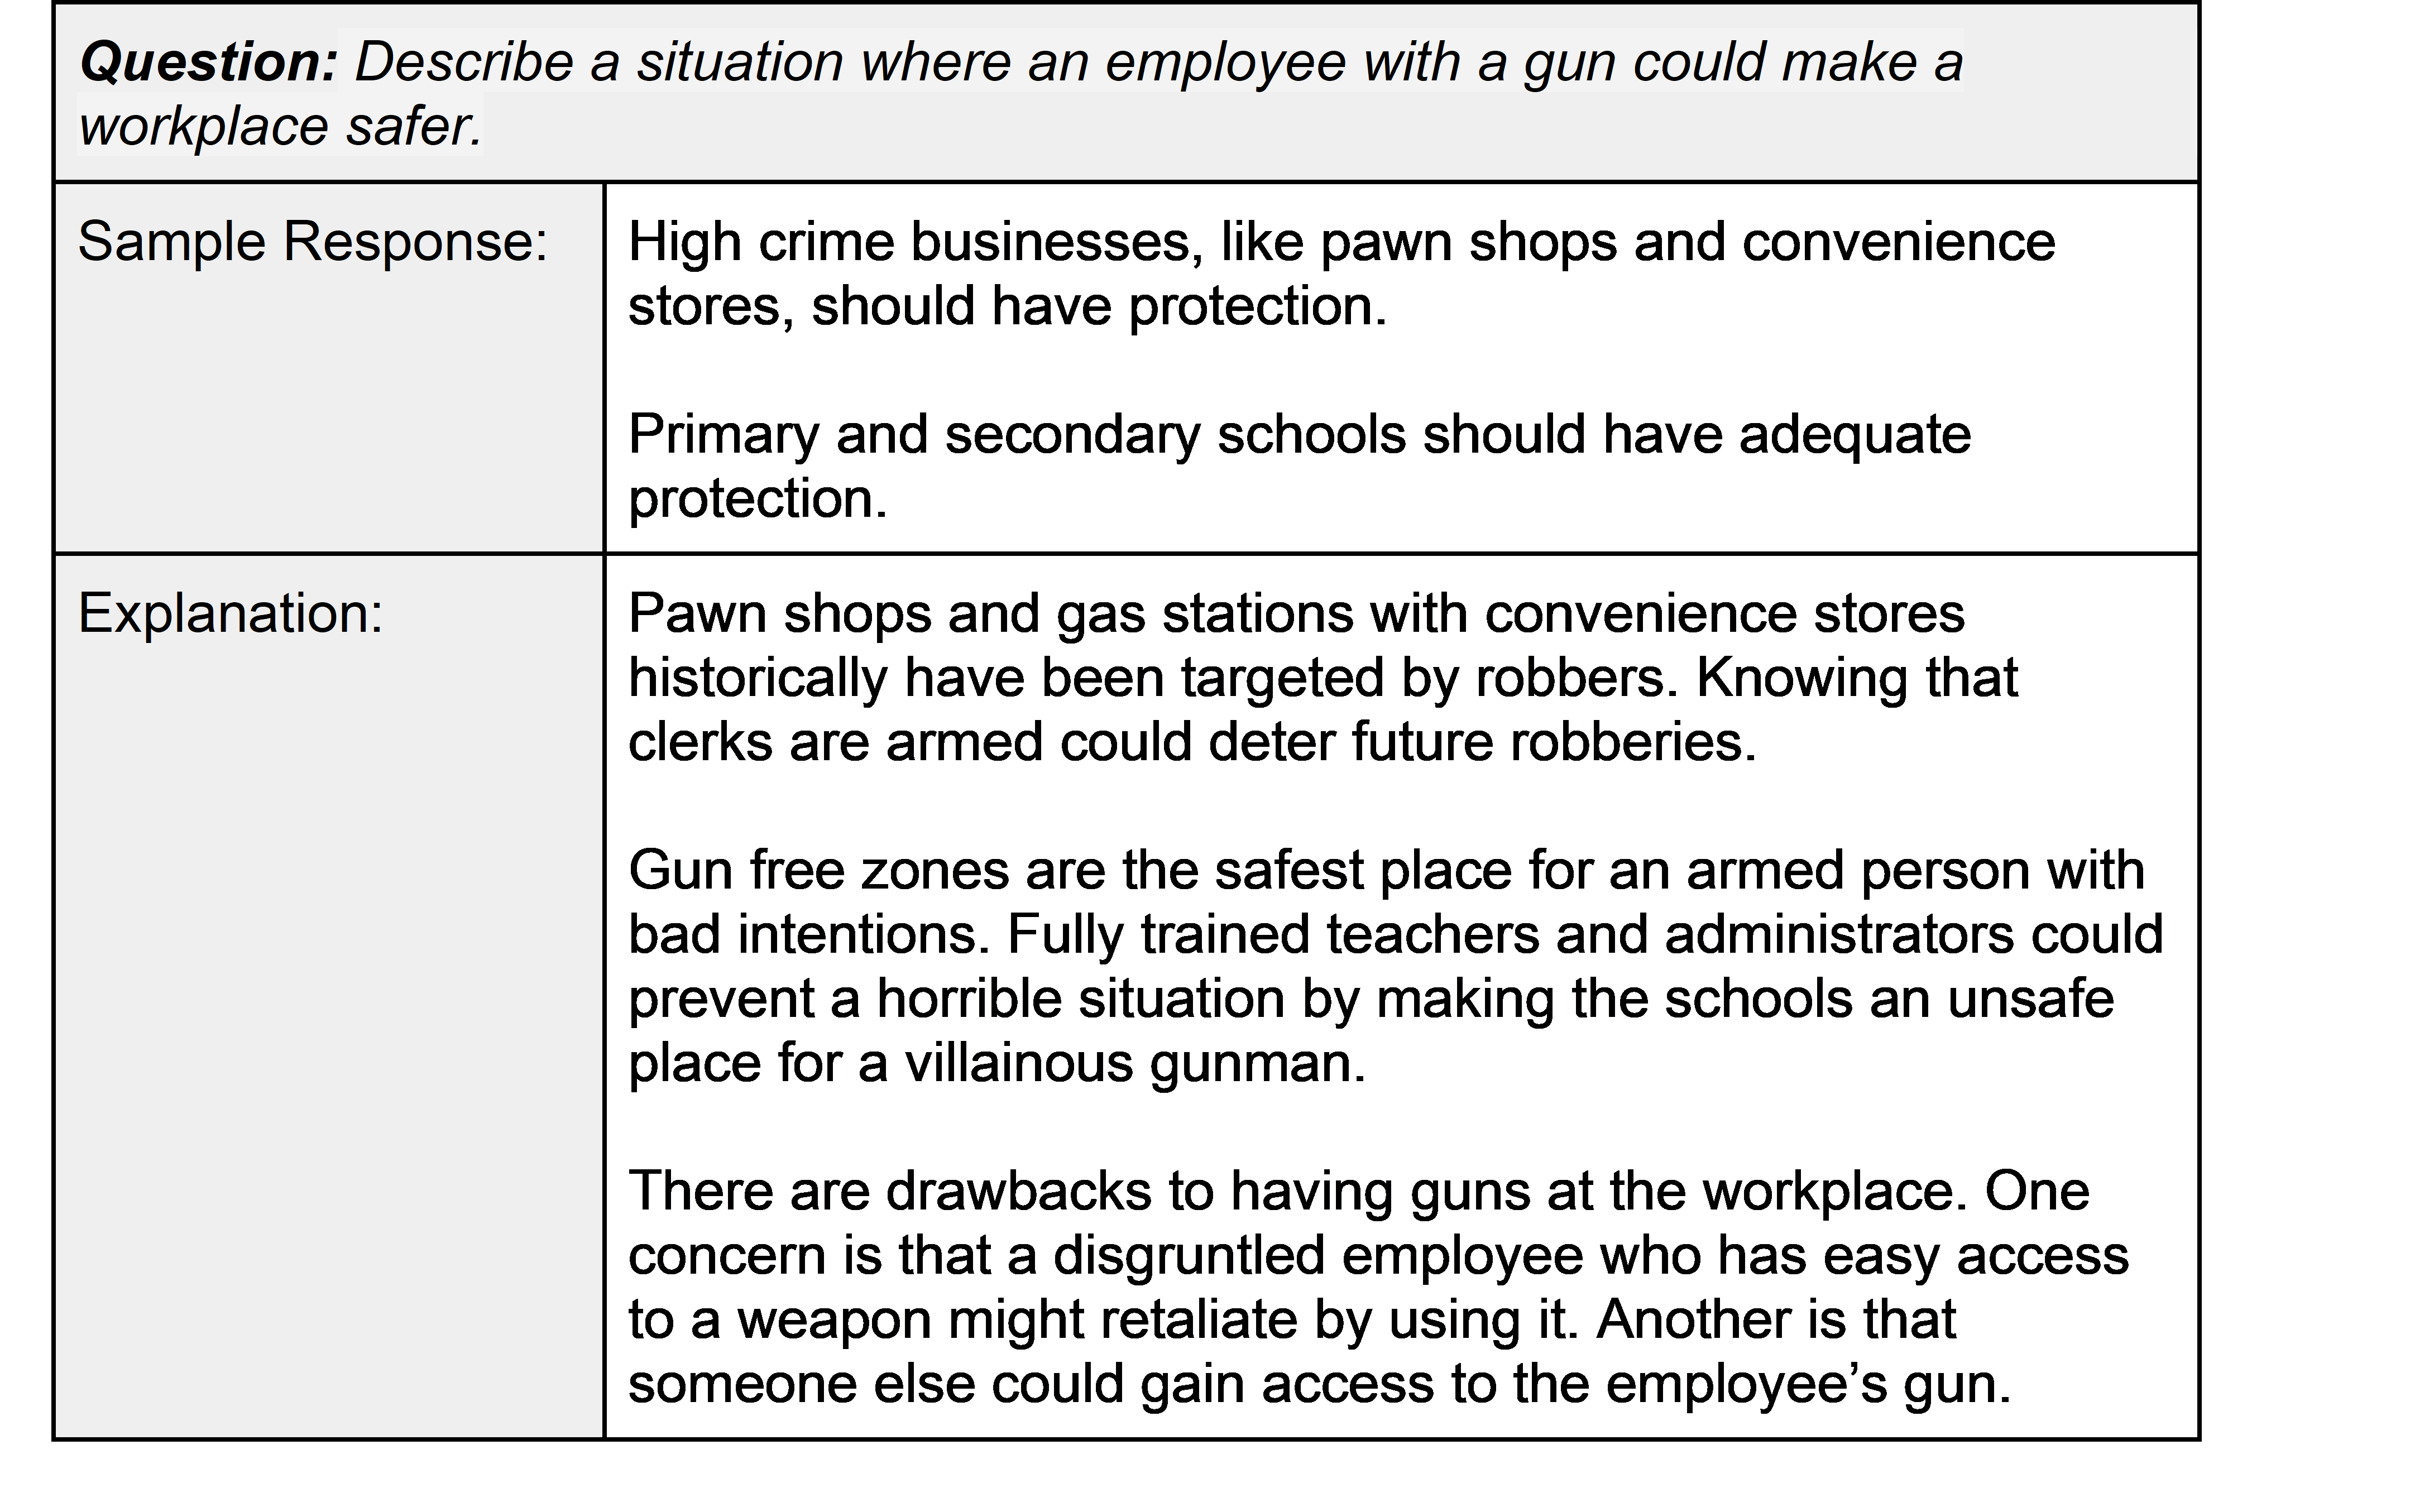 Question: Describe a situation where an employee with a gun could make a
workplace safer.
Sample Response:
High crime businesses, like pawn shops and convenience
stores, should have protection.
Primary and secondary schools should have adequate
protection.
Explanation:
Pawn shops and gas stations with convenience stores
historically have been targeted by robbers. Knowing that
clerks are armed could deter future robberies.
Gun free zones are the safest place for an armed person with
bad intentions. Fully trained teachers and administrators could
prevent a horrible situation by making the schools an unsafe
place for a villainous gunman.
There are drawbacks to having guns at the workplace. One
concern is that a disgruntled employee who has easy access
to a weapon might retaliate by using it. Another is that
someone else could gain access to the employee’s gun.